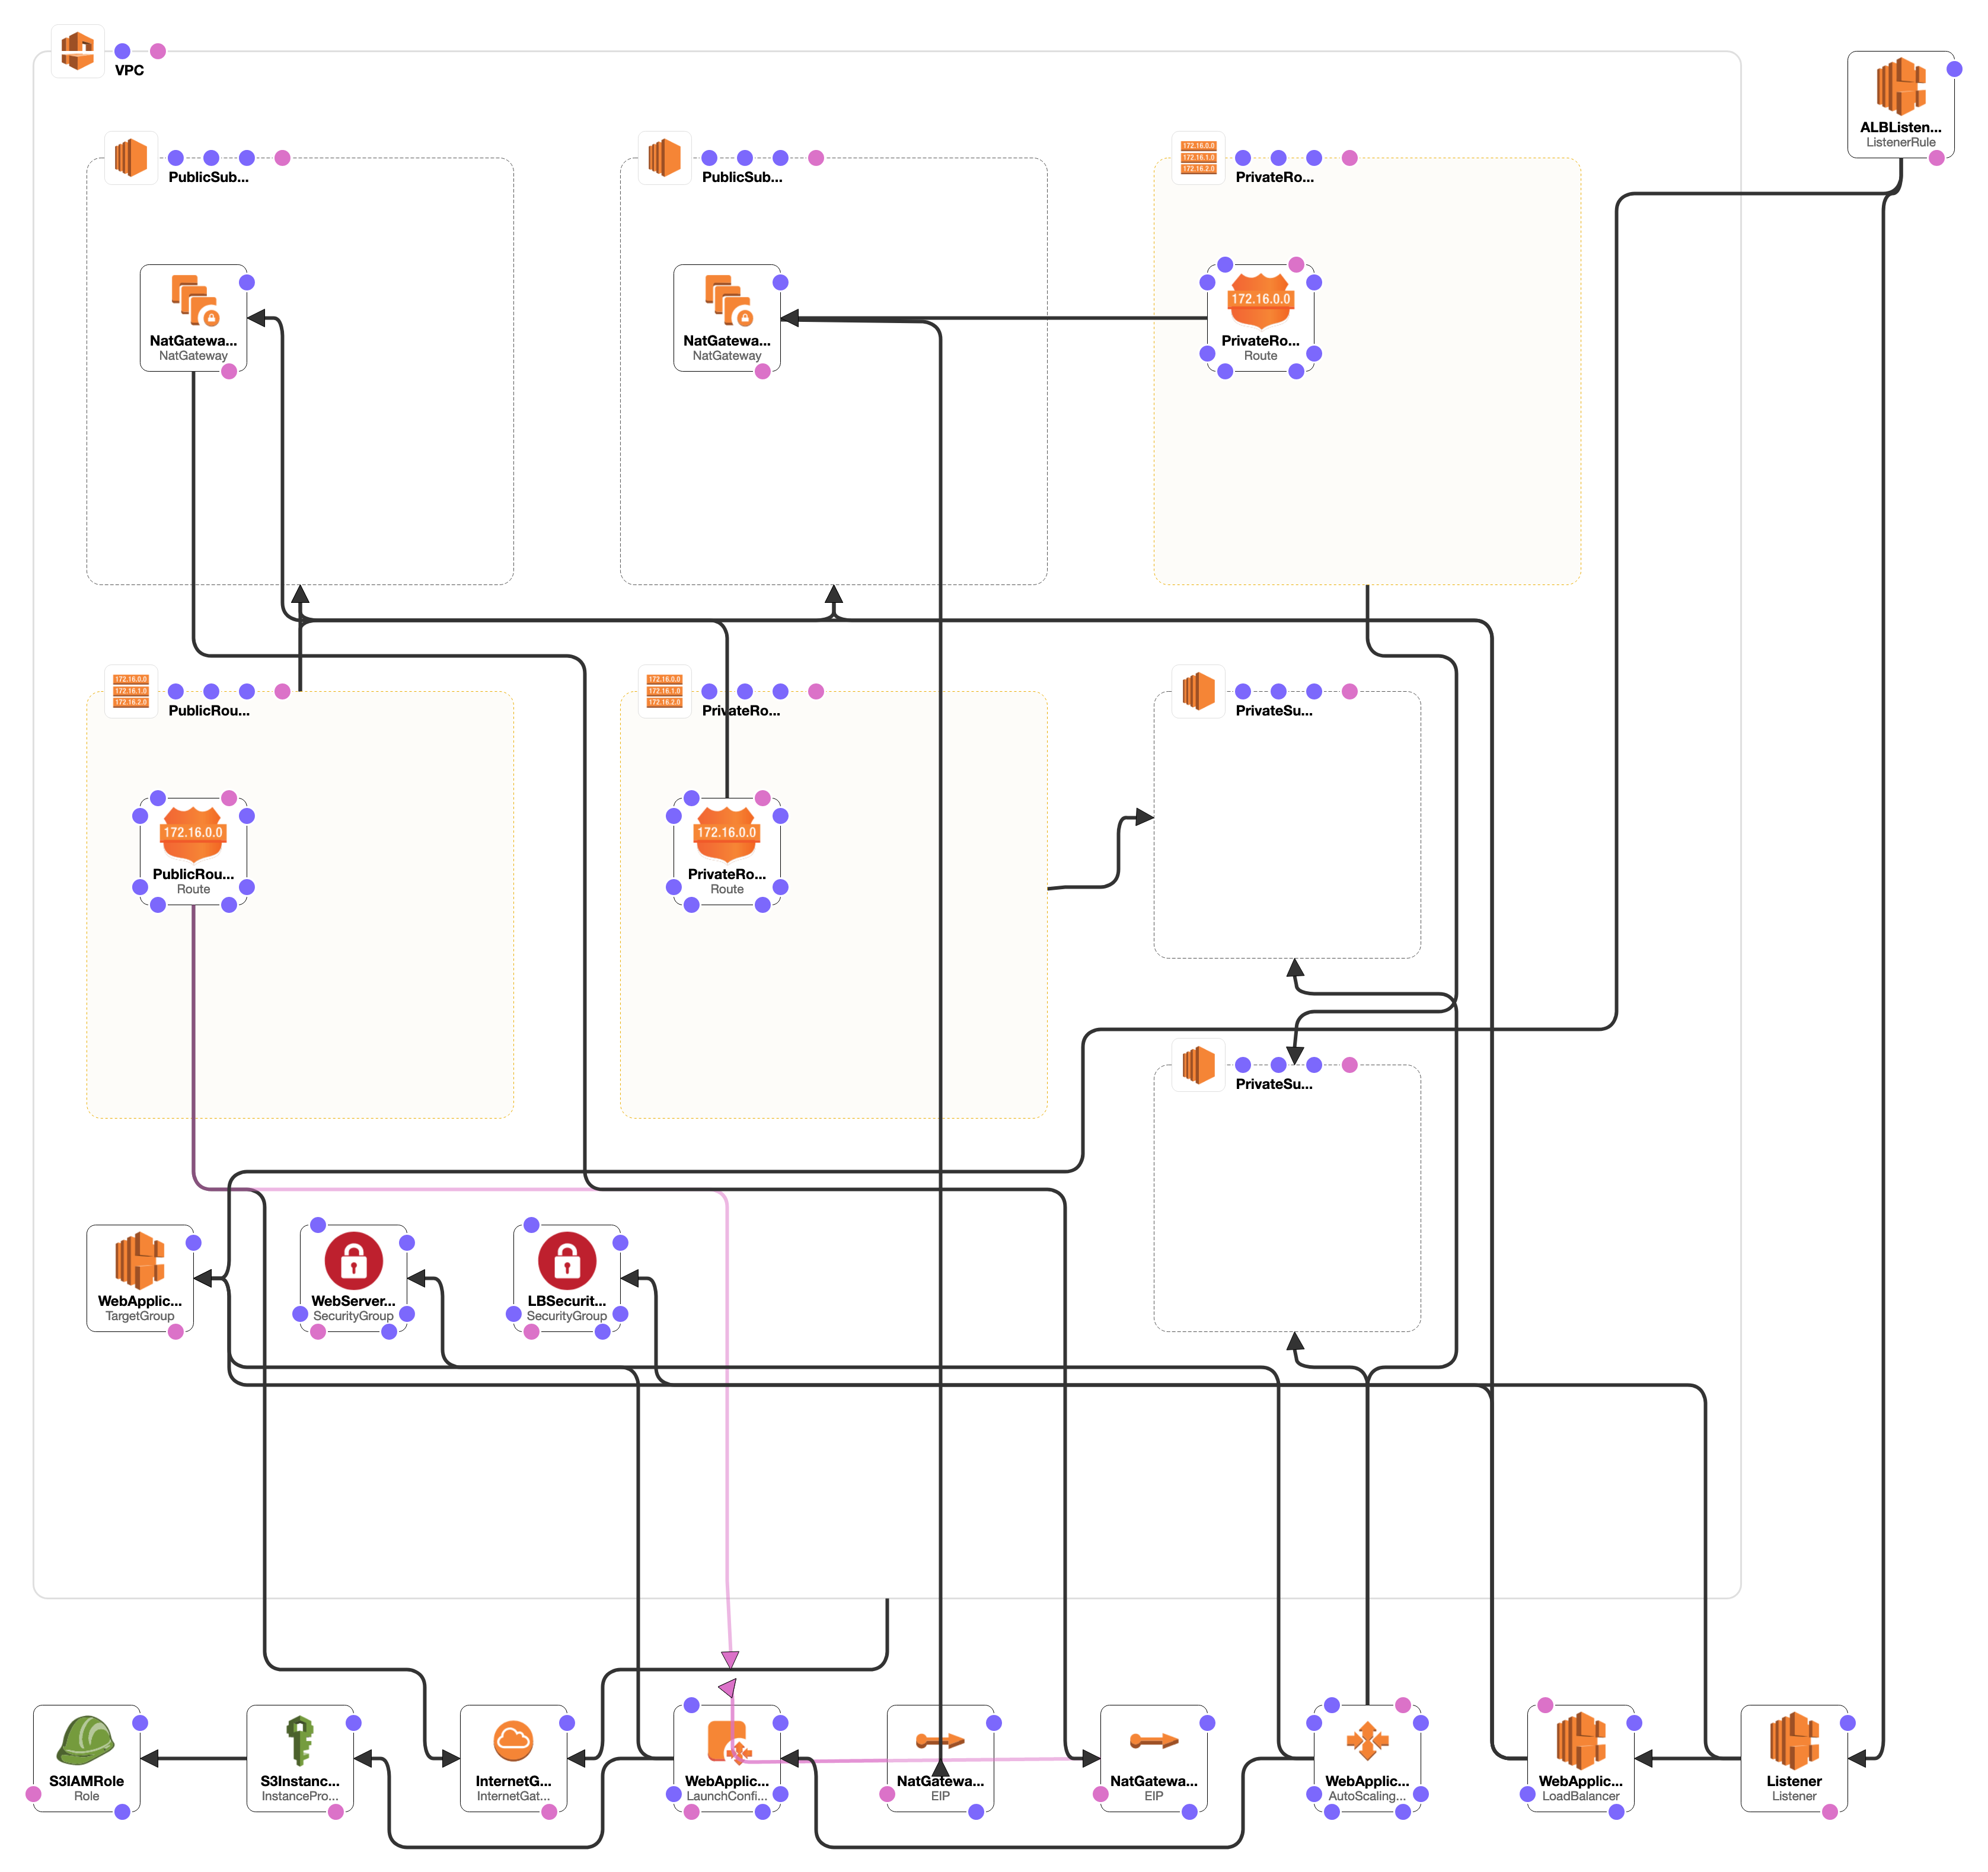 VPC
ALBListen...
ListenerRule
PublicSub...
PublicSub...
172.16.0.0
172.16.1.0
172.16.2.0
PrivateRo...
NatGatewa...
NatGateway
NatGatewa...
NatGateway
172.16.0.0
PrivateRo...
Route
172.16.0.0
172.16.1.0
172.16.2.0
PublicRou...
172.16.0.0
172.16.1.0
172.16.2.0
PrivateRo...
PrivateSu...
172.16.0.0
PublicRou...
Route
172.16.0.0
PrivateRo...
Route
PrivateSu...
WebApplic...
TargetGroup
WebServer...
SecurityGroup
LBSecurit...
SecurityGroup
S3IAMRole
Role
S3Instanc...
InstancePro...
InternetG...
InternetGat...
WebApplic...
LaunchConfi...
NatGatewa...
EIP
NatGatewa...
EIP
WebApplic...
AutoScaling...
WebApplic...
LoadBalancer
Listener
Listener